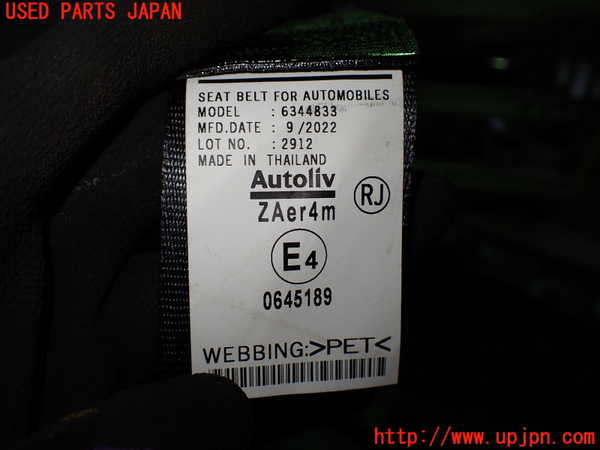 USED PARTS JAPAN
SEAT BELT FOR AUTOMOBILES
MODEL : 6344833
MFD.DATE : 9/2022
LOT NO. : 2912
MADE IN THAILAND
Autoliv
RJ
ZAer4m
E4
0645189
WEBBING:>PET<
http://www.upjpn.com/